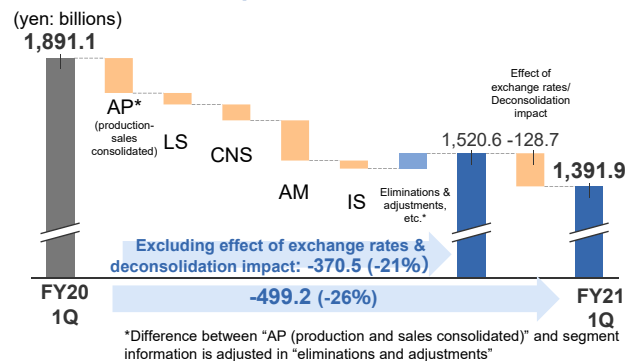 (yen: billions)
1,891.1
AP*
(production-
sales
consolidated)
LS
CNS
AM
IS
Eliminations &
adjustments,
etc.*
1,520.6
-128.7
Effect of
exchange rates/
Deconsolidation
impact
1,391.9
Excluding effect of exchange rates &
deconsolidation impact: -370.5 (-21%)
-499.2 (-26%)
FY20
1Q
FY21
1Q
*Difference between “AP (production and sales consolidated)” and segment
information is adjusted in “eliminations and adjustments”